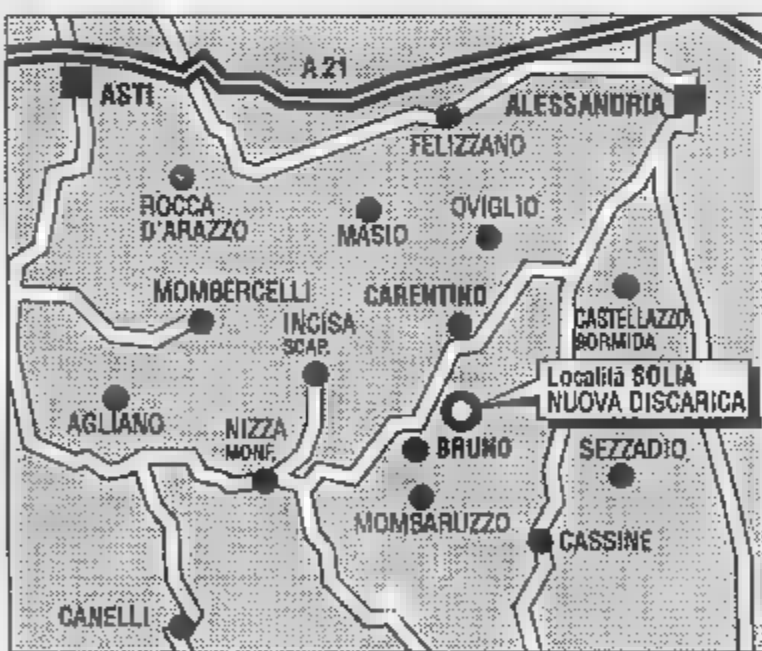 A 21
ASTI
ALESSANDRIA
FELIZZANO
ROCCA
D'ARAZZO
MASIO
OVIGLIO
MOMBERCELLI
CARENTINO
INCISA
SCAP.
CASTELLAZZO
BORMIDA
Località SOLIA
NUOVA DISCARICA
AGLIANO
NIZZA
MONF.
BRUNO
SEZZADIO
MOMBARUZZO
CASSINE
CANELLI